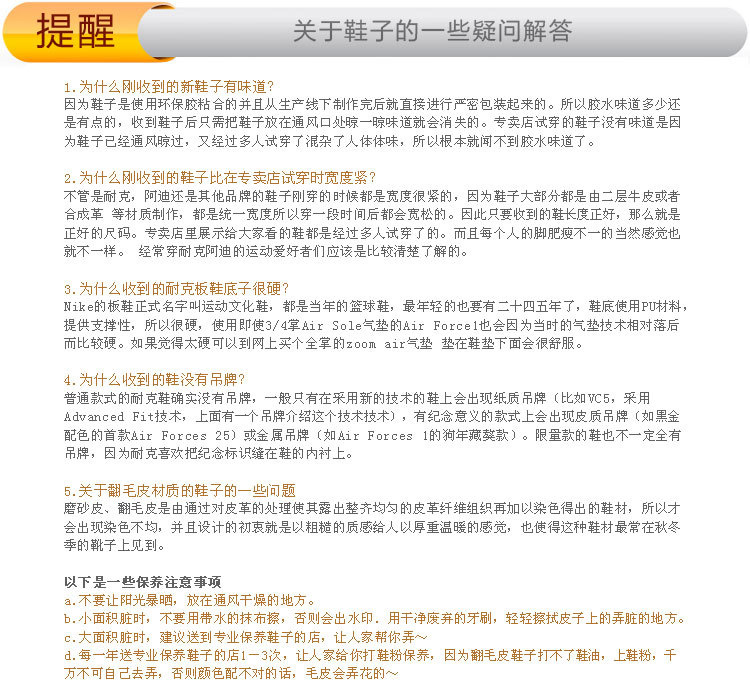 提醒
关于鞋子的一些疑问解答
1.为什么刚收到的新鞋子有味道?
因为鞋子是使用环保胶粘合的并且从生产线下制作完后就直接进行严密包装起来的。所以胶水味道多少还
是有点的，收到鞋子后只需把鞋子放在通风口处晾一晾味道就会消失的。专卖店试穿的鞋子没有味道是因
为鞋子已经通风晾过，又经过多人试穿了混杂了人体体味，所以根本就闻不到胶水味道了。
2.为什么刚收到的鞋子比在专卖店试穿时宽度紧?
不管是耐克，阿迪还是其他品牌的鞋子刚穿的时候都是宽度很紧的，因为鞋子大部分都是由二层牛皮或者
合成革 等材质制作，都是统一宽度所以穿一段时间后都会宽松的。因此只要收到的鞋长度正好，那么就是
正好的尺码。专卖店里展示给大家看的鞋都是经过多人试穿了的。而且每个人的脚肥瘦不一的当然感觉也
就不一样。 经常穿耐克阿迪的运动爱好者们应该是比较清楚了解的。
3.为什么收到的耐克板鞋底子很硬?
Nike的板鞋正式名字叫运动文化鞋，都是当年的篮球鞋，最年轻的也要有二十四五年了，鞋底使用PU材料，
提供支撑性，所以很硬，使用即使3/4掌Air Sole气垫的Air Force1也会因为当时的气垫技术相对落后
而比较硬。如果觉得太硬可以到网上买个全掌的zoom air气垫 垫在鞋垫下面会很舒服。
4.为什么收到的鞋没有吊牌?
普通款式的耐克鞋确实没有吊牌，一般只有在采用新的技术的鞋上会出现纸质吊牌（比如VC5，采用
Advanced Fit技术，上面有一个吊牌介绍这个技术技术），有纪念意义的款式上会出现皮质吊牌（如黑金
配色的首款Air Forces 25）或金属吊牌（如Air Forces 1的狗年藏獒款）。限量款的鞋也不一定全有
吊牌，因为耐克喜欢把纪念标识缝在鞋的内衬上。
5.关于翻毛皮材质的鞋子的一些问题
磨砂皮、翻毛皮是由通过对皮革的处理使其露出整齐均匀的皮革纤维组织再加以染色得出的鞋材，所以才
会出现染色不均，并且设计的初衷就是以粗糙的质感给人以厚重温暖的感觉，也使得这种鞋材最常在秋冬
季的靴子上见到。
以下是一些保养注意事项
a.不要让阳光暴晒，放在通风干燥的地方。
b.小面积脏时，不要用带水的抹布擦，否则会出水印．用干净废弃的牙刷，轻轻擦拭皮子上的弄脏的地方。
c.大面积脏时，建议送到专业保养鞋子的店，让人家帮你弄～
d.每一年送专业保养鞋子的店1－3次，让人家给你打鞋粉保养，因为翻毛皮鞋子打不了鞋油，上鞋粉，千
万不可自己去弄，否则颜色配不对的话，毛皮会弄花的～